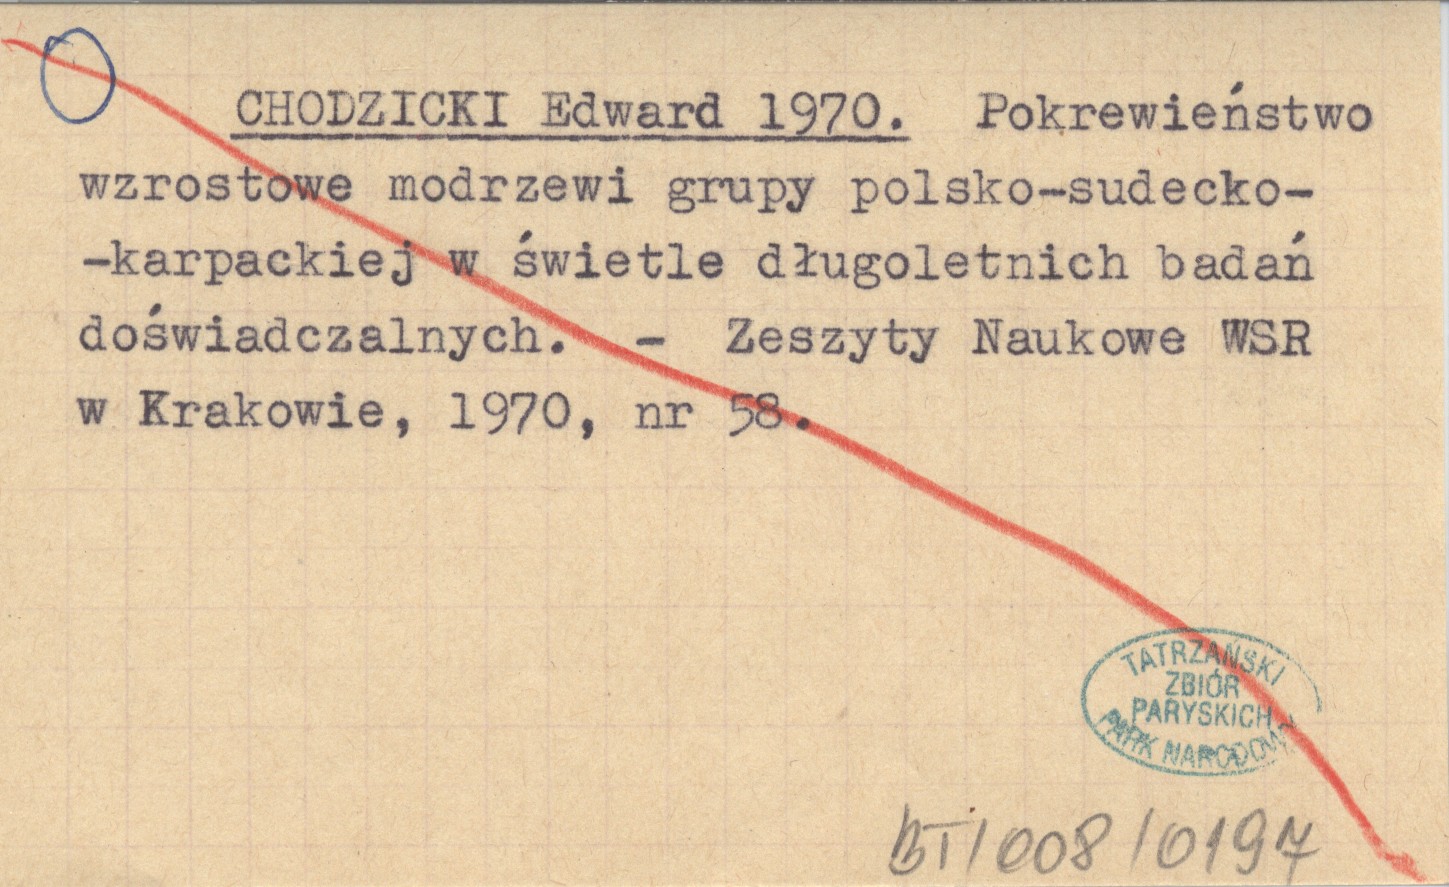 CHODZICKI Edward 1970. Pokrewieństwo
wzrostowe modrzewi grupy polsko-sudecko-
-karpackiej w świetle długoletnich badań
doświadczalnych. - Zeszyty Naukowe WSR
w Krakowie, 1970, nr 58.
TATRZAŃSKI
ZBIÓR
PARYSKICH
PARK NARODOWY
BT/008/0197